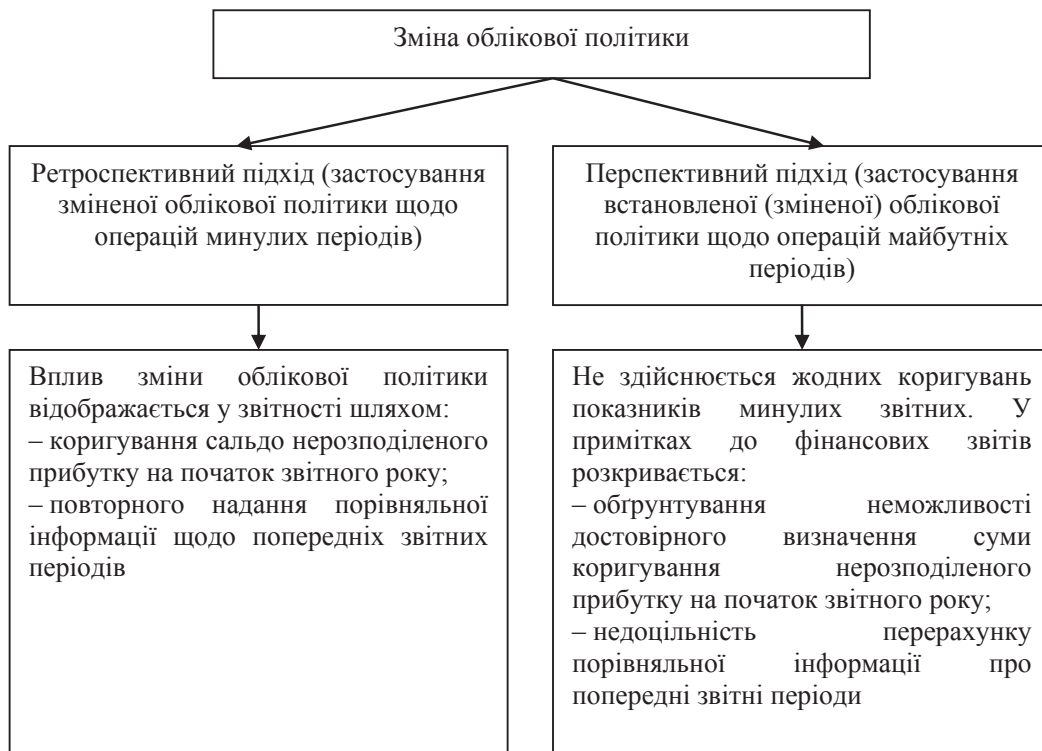 Зміна облікової політики
Ретроспективний підхід (застосування
зміненої облікової політики щодо
операцій минулих періодів)
Перспективний підхід (застосування
встановленої (зміненої) облікової
політики щодо операцій майбутніх
періодів)
Вплив зміни облікової політики
відображається у звітності шляхом:
– коригування сальдо нерозподіленого
прибутку на початок звітного року;
– повторного надання порівняльної
інформації щодо попередніх звітних
періодів
Не здійснюється жодних коригувань
показників минулих звітних. У
примітках до фінансових звітів
розкривається:
– обґрунтування неможливості
достовірного визначення суми
коригування нерозподіленого
прибутку на початок звітного року;
– недоцільність перерахунку
порівняльної інформації про
попередні звітні періоди